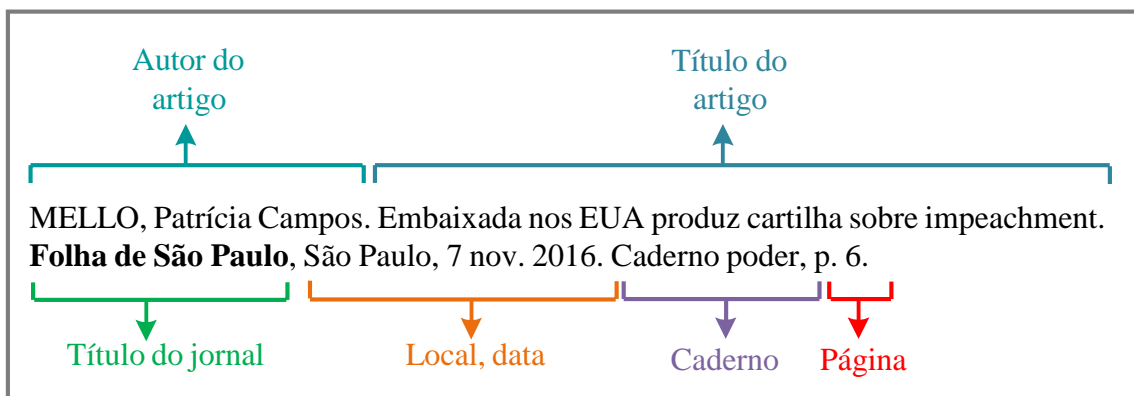 Autor do
artigo
Título do
artigo
MELLO, Patrícia Campos. Embaixada nos EUA produz cartilha sobre impeachment.
Folha de São Paulo, São Paulo, 7 nov. 2016. Caderno poder, p. 6.
Título do jornal
Local, data
Caderno
Página